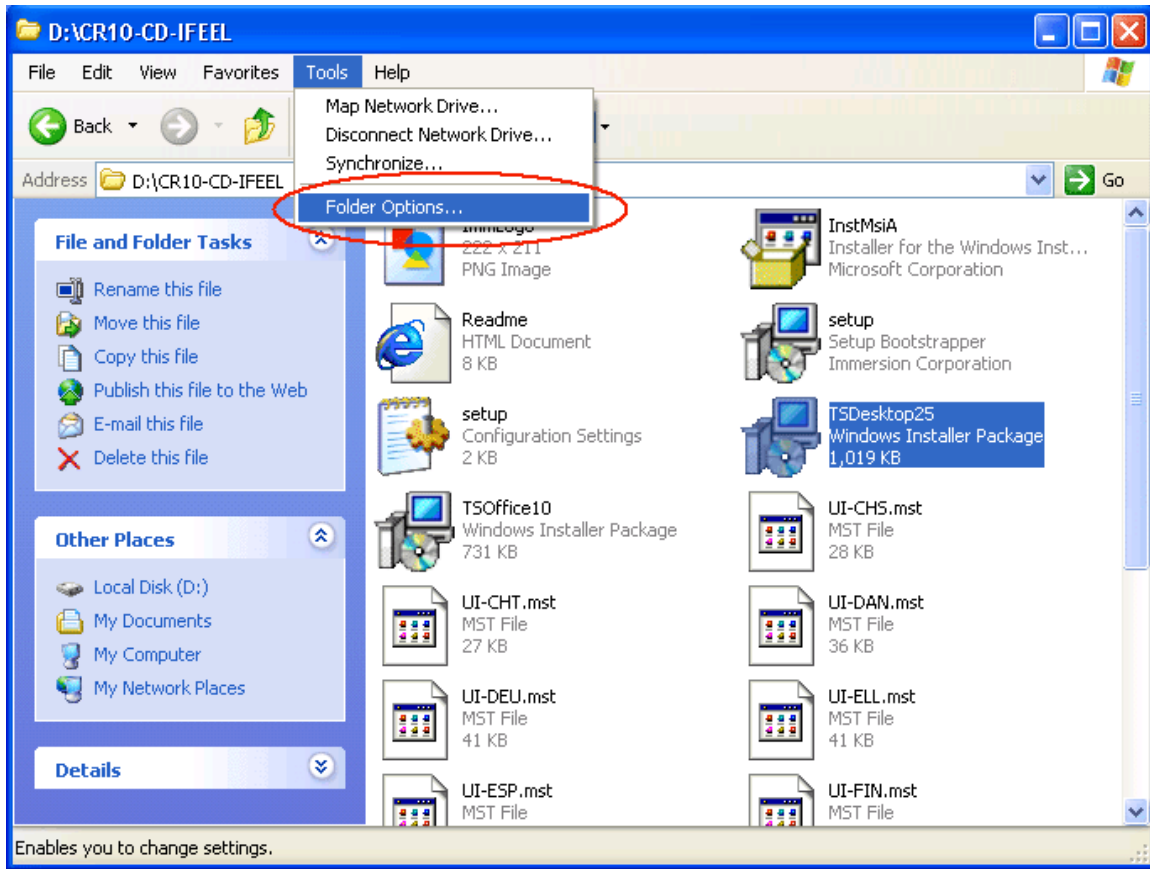 D:\CR10-CD-IFEEL
File Edit View Favorites Tools Help
Map Network Drive...
Disconnect Network Drive...
Synchronize...
Folder Options...
Back
Address D:\CR10-CD-IFEEL Go
File and Folder Tasks
Rename this file
Move this file
Copy this file
Publish this file to the Web
E-mail this file
Delete this file
Other Places
Local Disk (D:)
My Documents
My Computer
My Network Places
Details
ImmLogo
222 x 211
PNG Image
InstMsiA
Installer for the Windows Inst...
Microsoft Corporation
Readme
HTML Document
8 KB
setup
Setup Bootstrapper
Immersion Corporation
setup
Configuration Settings
2 KB
TSDesktop25
Windows Installer Package
1,019 KB
TSOffice10
Windows Installer Package
731 KB
UI-CHS.mst
MST File
28 KB
UI-CHT.mst
MST File
27 KB
UI-DAN.mst
MST File
36 KB
UI-DEU.mst
MST File
41 KB
UI-ELL.mst
MST File
41 KB
UI-ESP.mst
MST File
UI-FIN.mst
MST File
Enables you to change settings.